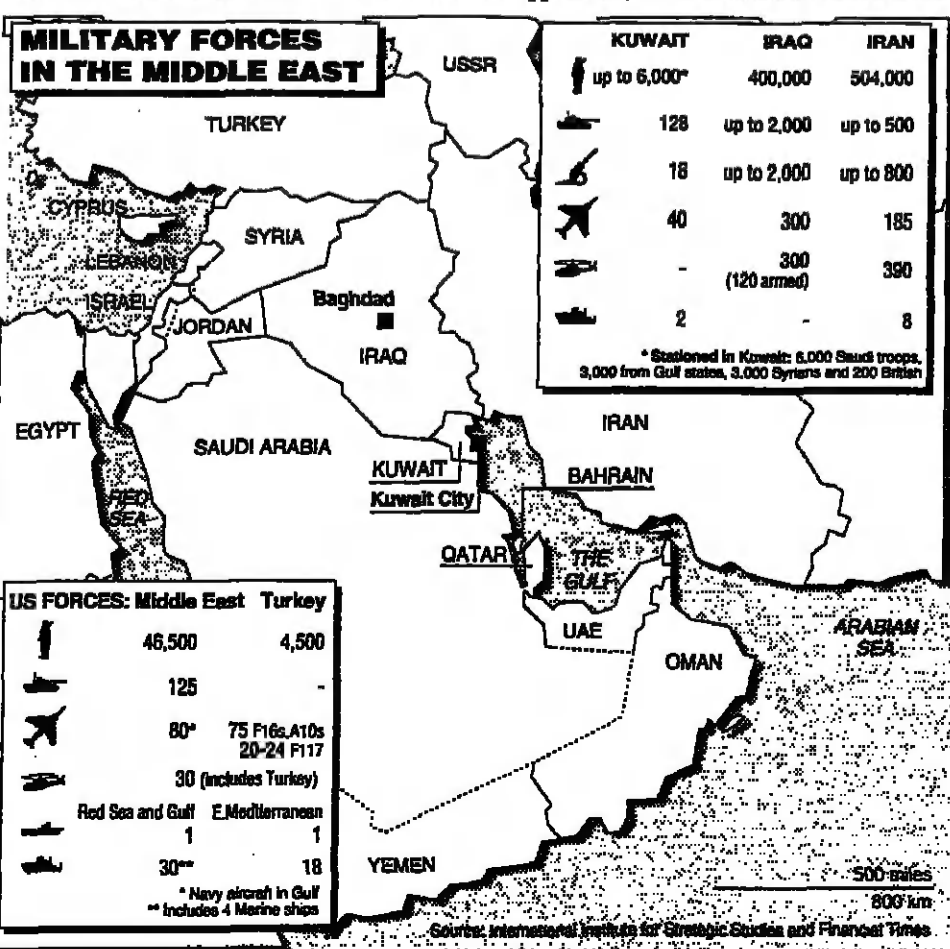 MILITARY FORCES
IN THE MIDDLE EAST
KUWAIT IRAQ IRAN
up to 6,000* 400,000 504,000
128 up to 2,000 up to 500
18 up to 2,000 up to 800
40 300 185
- 300 390
(120 armed)
2 - 8
* Stationed in Kuwait: 6,000 Saudi troops,
3,000 from Gulf states, 3,000 Syrians and 200 British
USSR
TURKEY
CYPRUS
SYRIA
LEBANON
ISRAEL
Baghdad
JORDAN
IRAQ
IRAN
EGYPT
SAUDI ARABIA
KUWAIT
BAHRAIN
Kuwait City
RED
SEA
QATAR
THE
GULF
UAE
ARABIAN
SEA
OMAN
YEMEN
US FORCES: Middle East Turkey
46,500 4,500
125 -
80* 75 F16s,A10s
20-24 F117
30 (includes Turkey)
Red Sea and Gulf E.Mediterranean
1 1
30** 18
* Navy aircraft in Gulf
** Includes 4 Marine ships
500 miles
800 km
Source: International Institute for Strategic Studies and Financial Times